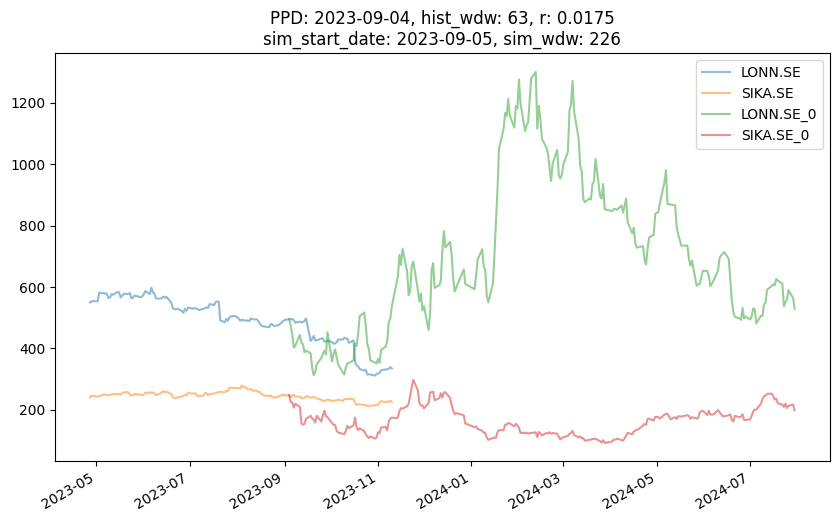 PPD: 2023-09-04, hist_wdw: 63, r: 0.0175
sim_start_date: 2023-09-05, sim_wdw: 226
LONN.SE
SIKA.SE
LONN.SE_0
SIKA.SE_0
1200
1000
800
600
400
200
2023-05
2023-07
2023-09
2023-11
2024-01
2024-03
2024-05
2024-07